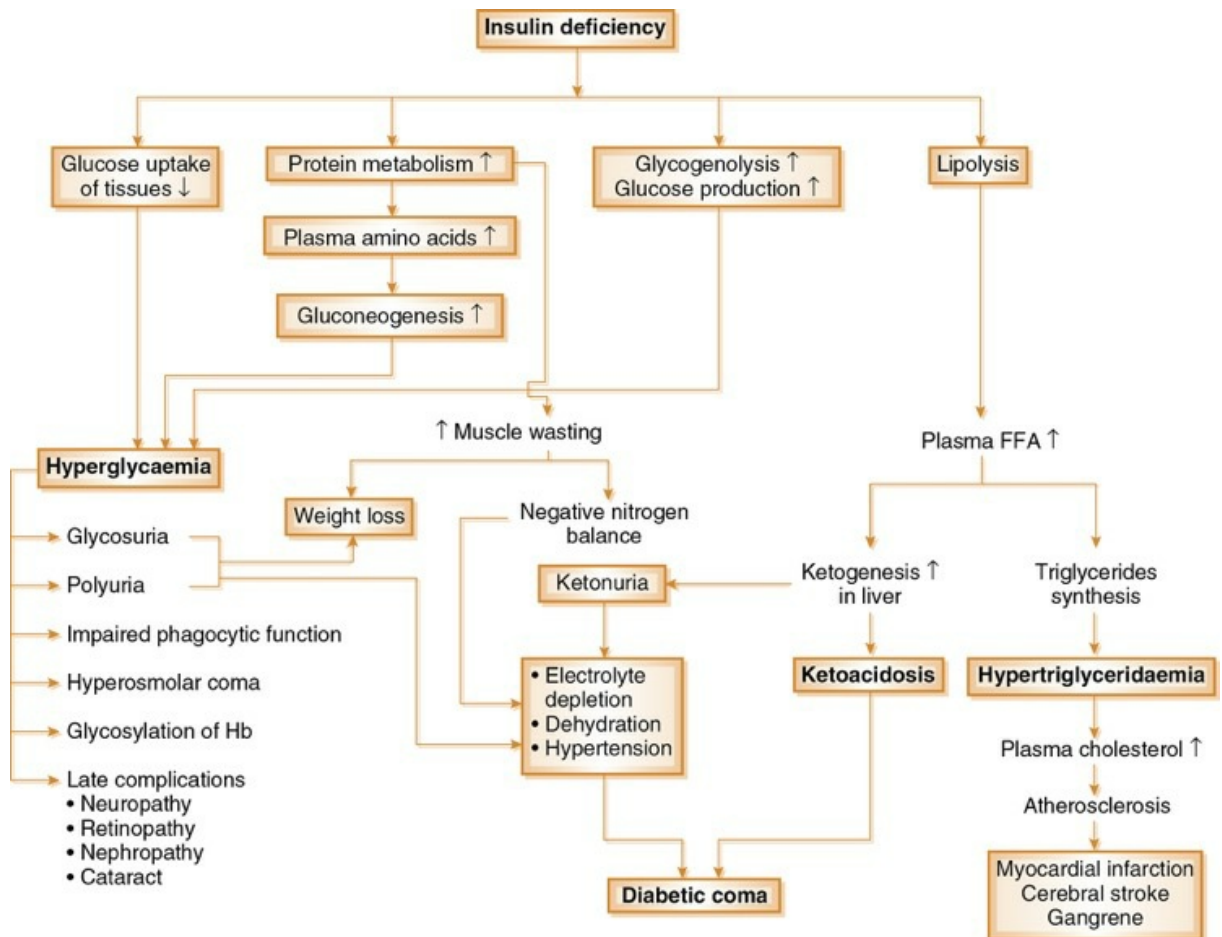 Insulin deficiency
Glucose uptake
of tissues ↓
Protein metabolism ↑
Glycogenolysis ↑
Glucose production ↑
Lipolysis
Plasma amino acids ↑
Gluconeogenesis ↑
↑ Muscle wasting
Plasma FFA ↑
Hyperglycaemia
Weight loss
Negative nitrogen
balance
Glycosuria
Polyuria
Impaired phagocytic function
Hyperosmolar coma
Glycosylation of Hb
Late complications
• Neuropathy
• Retinopathy
• Nephropathy
• Cataract
Ketonuria
Ketogenesis ↑
in liver
Triglycerides
synthesis
• Electrolyte
depletion
• Dehydration
• Hypertension
Ketoacidosis
Hypertriglyceridaemia
Plasma cholesterol ↑
Atherosclerosis
Diabetic coma
Myocardial infarction
Cerebral stroke
Gangrene